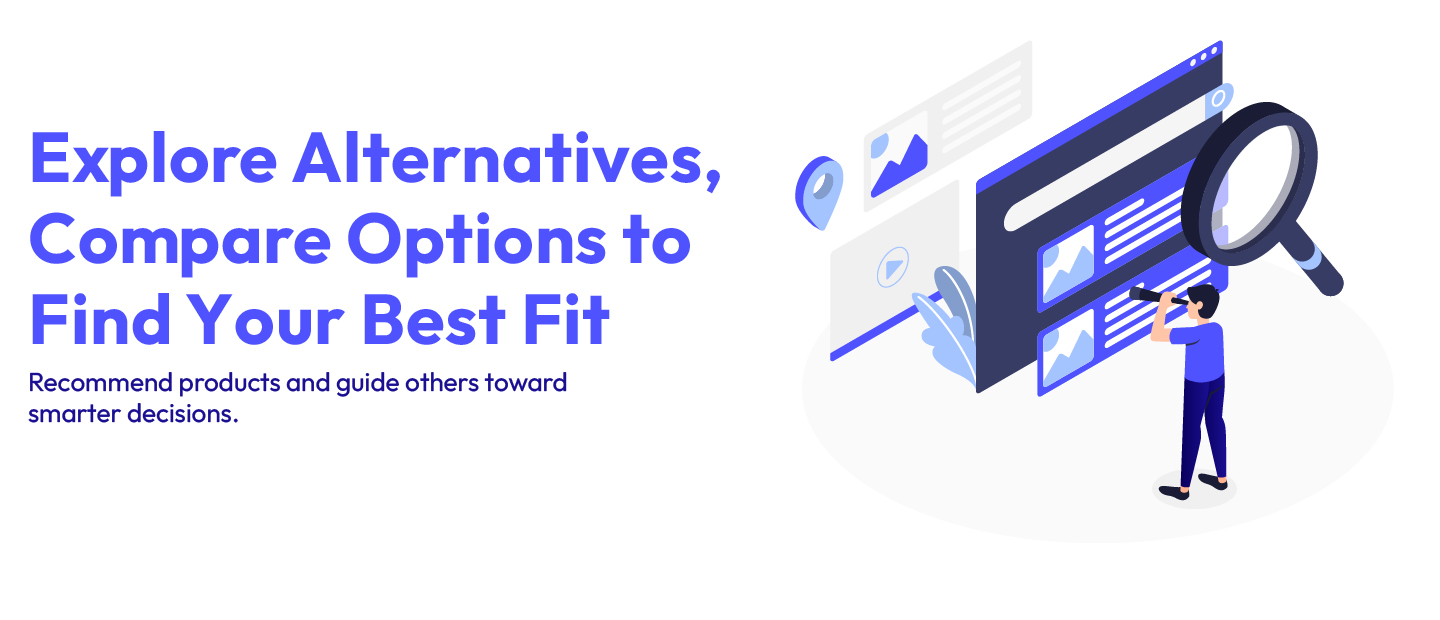 Explore Alternatives,
Compare Options to
Find Your Best Fit
Recommend products and guide others toward
smarter decisions.